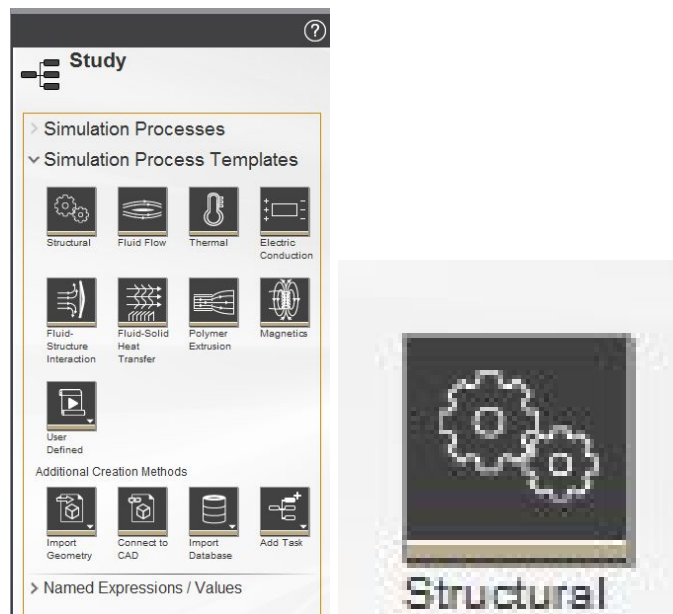 ?
Study
Simulation Processes
Simulation Process Templates
Structural
Fluid Flow
Thermal
Electric
Conduction
Fluid-
Structure
Interaction
Fluid-Solid
Heat
Transfer
Polymer
Extrusion
Magnetics
User
Defined
Additional Creation Methods
Import
Geometry
Connect to
CAD
Import
Database
Add Task
Named Expressions / Values
Structural